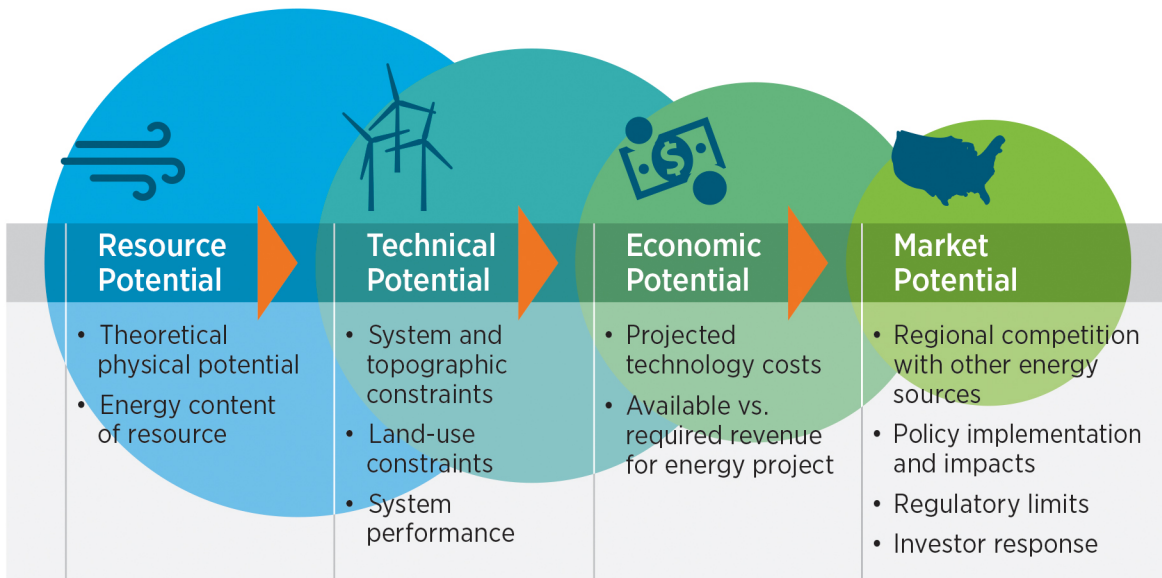 Resource
Potential
• Theoretical
physical potential
• Energy content
of resource
Technical
Potential
• System and
topographic
constraints
• Land-use
constraints
• System
performance
Economic
Potential
• Projected
technology costs
• Available vs.
required revenue
for energy project
Market
Potential
• Regional competition
with other energy
sources
• Policy implementation
and impacts
• Regulatory limits
• Investor response
$